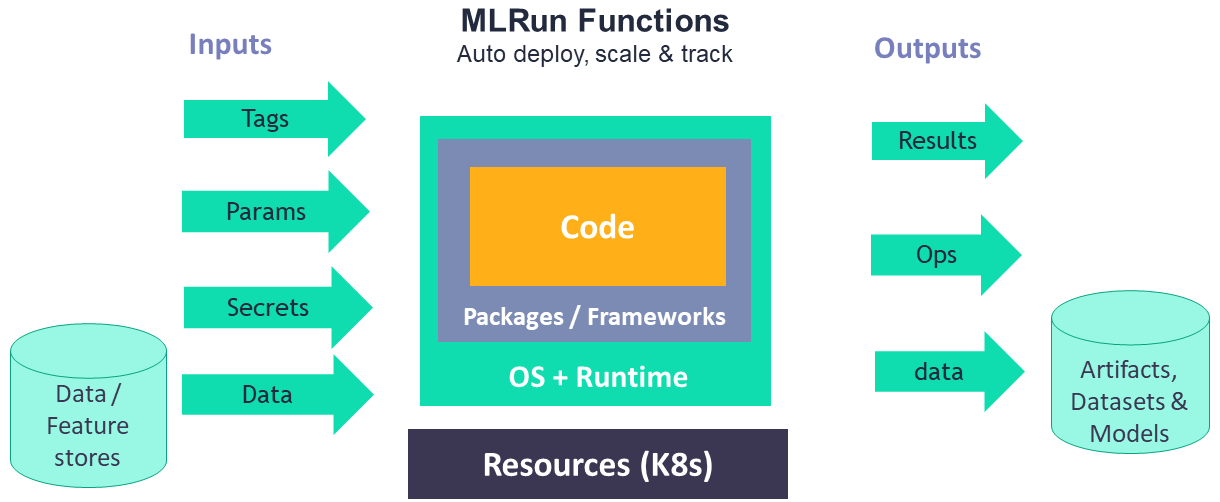 MLRun Functions
Auto deploy, scale & track
Inputs
Tags
Params
Secrets
Data
Data /
Feature
stores
Code
Packages / Frameworks
OS + Runtime
Resources (K8s)
Outputs
Results
Ops
data
Artifacts,
Datasets &
Models